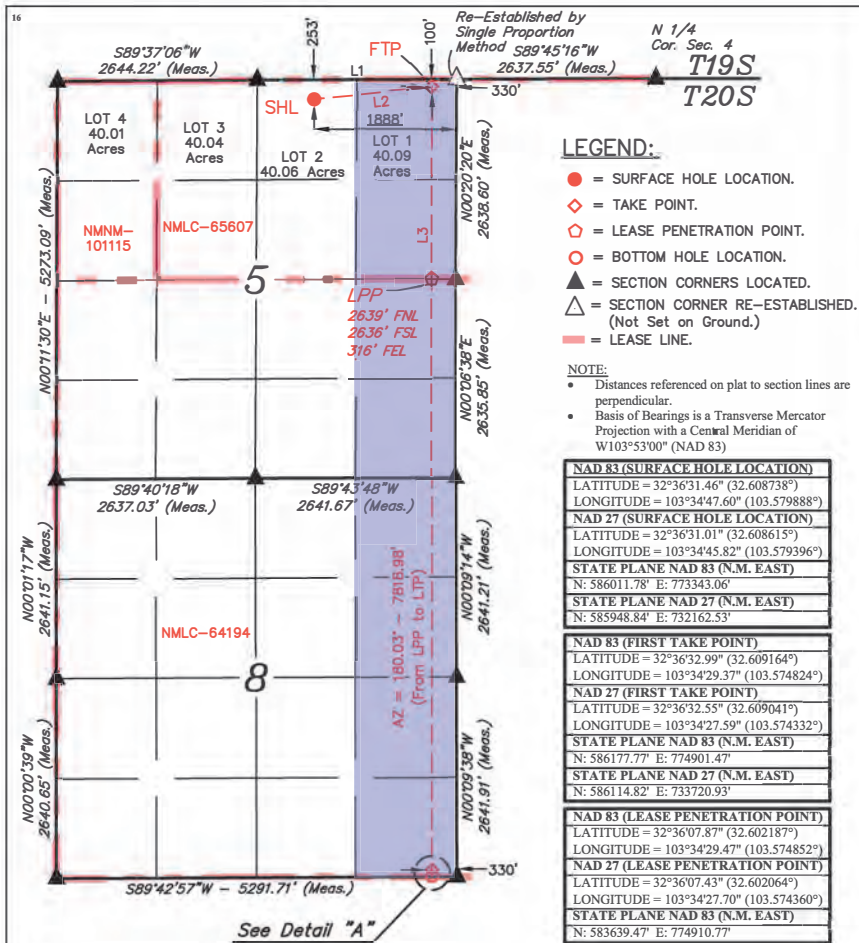 16
S89°37'06"W
2644.22' (Meas.)
253'
L1
FTP
100'
Re-Established by
Single Proportion
Method
S89°45'16"W
2637.55' (Meas.)
N 1/4
Cor. Sec. 4
T19S
T20S
330'
SHL
L2
1888'
LOT 4
40.01
Acres
LOT 3
40.04
Acres
LOT 2
40.06 Acres
LOT 1
40.09
Acres
N00°11'30"E - 5273.09' (Meas.)
NMNM-
101115
NMLC-65607
5
L3
N00°20'20"E
2638.60' (Meas.)
LPP
2639' FNL
2636' FSL
316' FEL
N00°06'38"E
2635.85' (Meas.)
S89°40'18"W
2637.03' (Meas.)
S89°43'48"W
2641.67' (Meas.)
N00°01'17"W
2641.15' (Meas.)
N00°09'14"W
2641.21' (Meas.)
NMLC-64194
AZ = 180.03° - 7816.98'
(From LPP to LTP)
8
N00°00'39"W
2640.65' (Meas.)
N00°09'38"W
2641.91' (Meas.)
330'
S89°42'57"W - 5291.71' (Meas.)
See Detail "A"
LEGEND:
= SURFACE HOLE LOCATION.
= TAKE POINT.
= LEASE PENETRATION POINT.
= BOTTOM HOLE LOCATION.
= SECTION CORNERS LOCATED.
= SECTION CORNER RE-ESTABLISHED.
(Not Set on Ground.)
= LEASE LINE.
NOTE:
• Distances referenced on plat to section lines are
perpendicular.
• Basis of Bearings is a Transverse Mercator
Projection with a Central Meridian of
W103°53'00" (NAD 83)
NAD 83 (SURFACE HOLE LOCATION)
LATITUDE = 32°36'31.46" (32.608738°)
LONGITUDE = 103°34'47.60" (103.579888°)
NAD 27 (SURFACE HOLE LOCATION)
LATITUDE = 32°36'31.01" (32.608615°)
LONGITUDE = 103°34'45.82" (103.579396°)
STATE PLANE NAD 83 (N.M. EAST)
N: 586011.78' E: 773343.06'
STATE PLANE NAD 27 (N.M. EAST)
N: 585948.84' E: 732162.53'
NAD 83 (FIRST TAKE POINT)
LATITUDE = 32°36'32.99" (32.609164°)
LONGITUDE = 103°34'29.37" (103.574824°)
NAD 27 (FIRST TAKE POINT)
LATITUDE = 32°36'32.55" (32.609041°)
LONGITUDE = 103°34'27.59" (103.574332°)
STATE PLANE NAD 83 (N.M. EAST)
N: 586177.77' E: 774901.47'
STATE PLANE NAD 27 (N.M. EAST)
N: 586114.82' E: 733720.93'
NAD 83 (LEASE PENETRATION POINT)
LATITUDE = 32°36'07.87" (32.602187°)
LONGITUDE = 103°34'29.47" (103.574852°)
NAD 27 (LEASE PENETRATION POINT)
LATITUDE = 32°36'07.43" (32.602064°)
LONGITUDE = 103°34'27.70" (103.574360°)
STATE PLANE NAD 83 (N.M. EAST)
N: 583639.47' E: 774910.77'